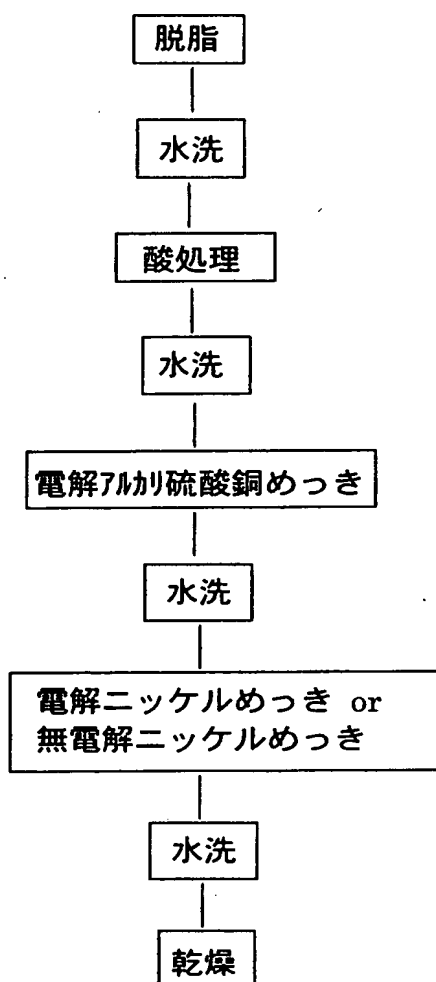 脱脂
水洗
酸処理
水洗
電解アルカリ硫酸銅めっき
水洗
電解ニッケルめっき or
無電解ニッケルめっき
水洗
乾燥